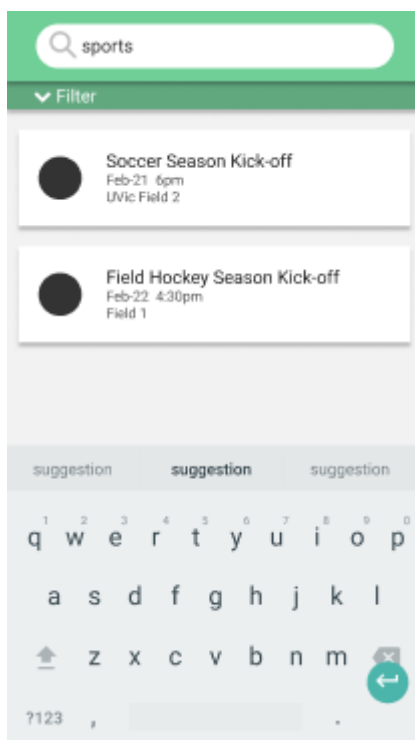 sports
Filter
Soccer Season Kick-off
Feb-21 6pm
UVic Field 2
Field Hockey Season Kick-off
Feb-22 4:30pm
Field 1
suggestion suggestion suggestion
1 2 3 4 5 6 7 8 9 0
q w e r t y u i o p
a s d f g h j k l
z x c v b n m
?123 , .